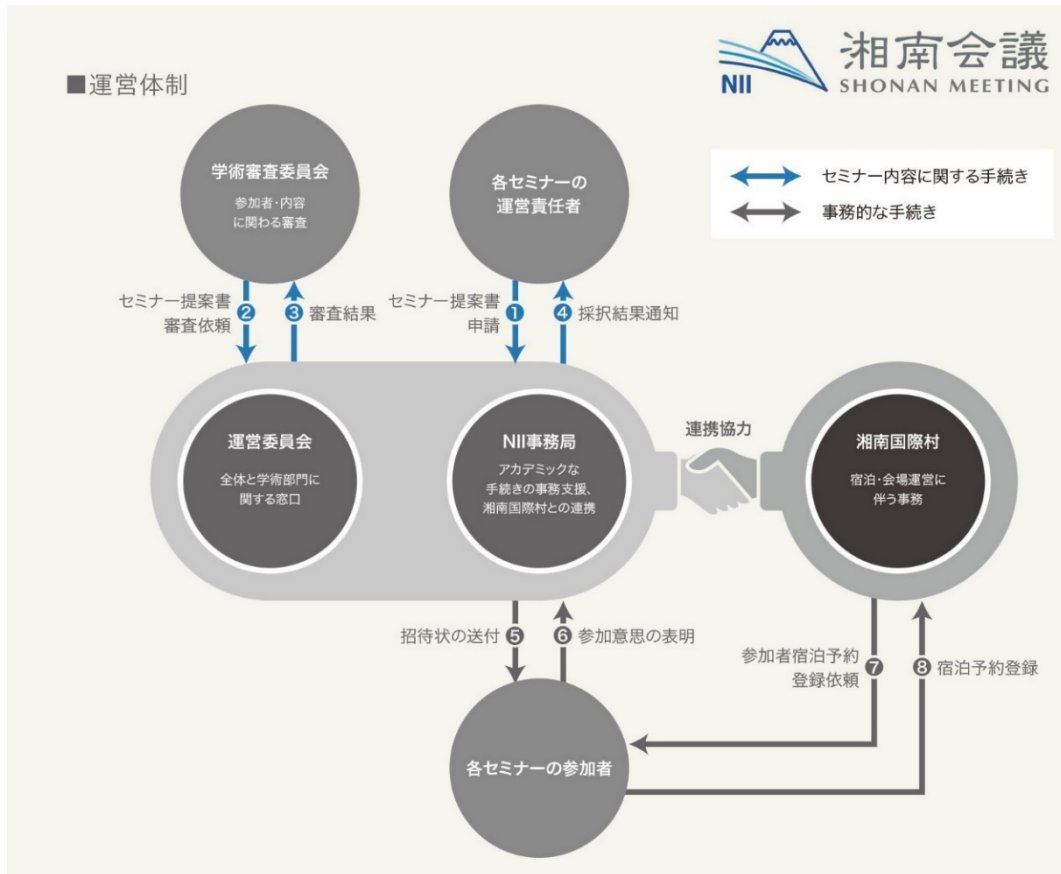 NII
湘南会議
SHONAN MEETING
■運営体制
セミナー内容に関する手続き
事務的な手続き
学術審査委員会
参加者・内容
に関わる審査
各セミナーの
運営責任者
セミナー提案書
審査依頼
❷
❸
審査結果
セミナー提案書
申請
❶
❹
採択結果通知
運営委員会
全体と学術部門に
関する窓口
NII事務局
アカデミックな
手続きの事務支援、
湘南国際村との連携
連携協力
湘南国際村
宿泊・会場運営に
伴う事務
招待状の送付
❺
❻
参加意思の表明
参加者宿泊予約
登録依頼
❼
❽
宿泊予約登録
各セミナーの参加者